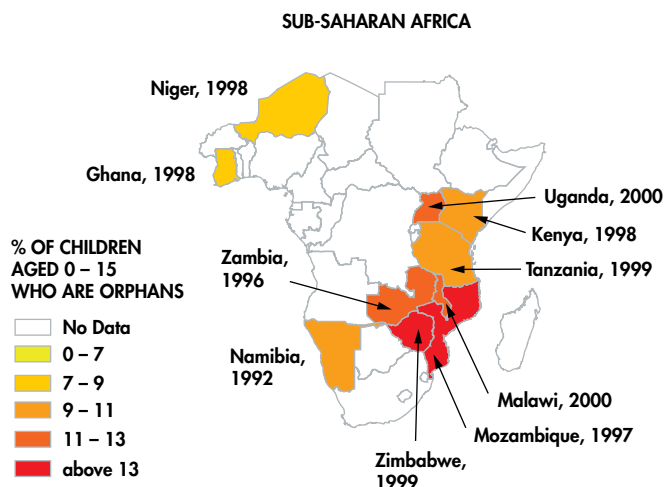 SUB-SAHARAN AFRICA
Niger, 1998
Ghana, 1998
Uganda, 2000
Kenya, 1998
Tanzania, 1999
Zambia,
1996
Namibia,
1992
Malawi, 2000
Mozambique, 1997
Zimbabwe,
1999
% OF CHILDREN
AGED 0 – 15
WHO ARE ORPHANS
No Data
0 – 7
7 – 9
9 – 11
11 – 13
above 13